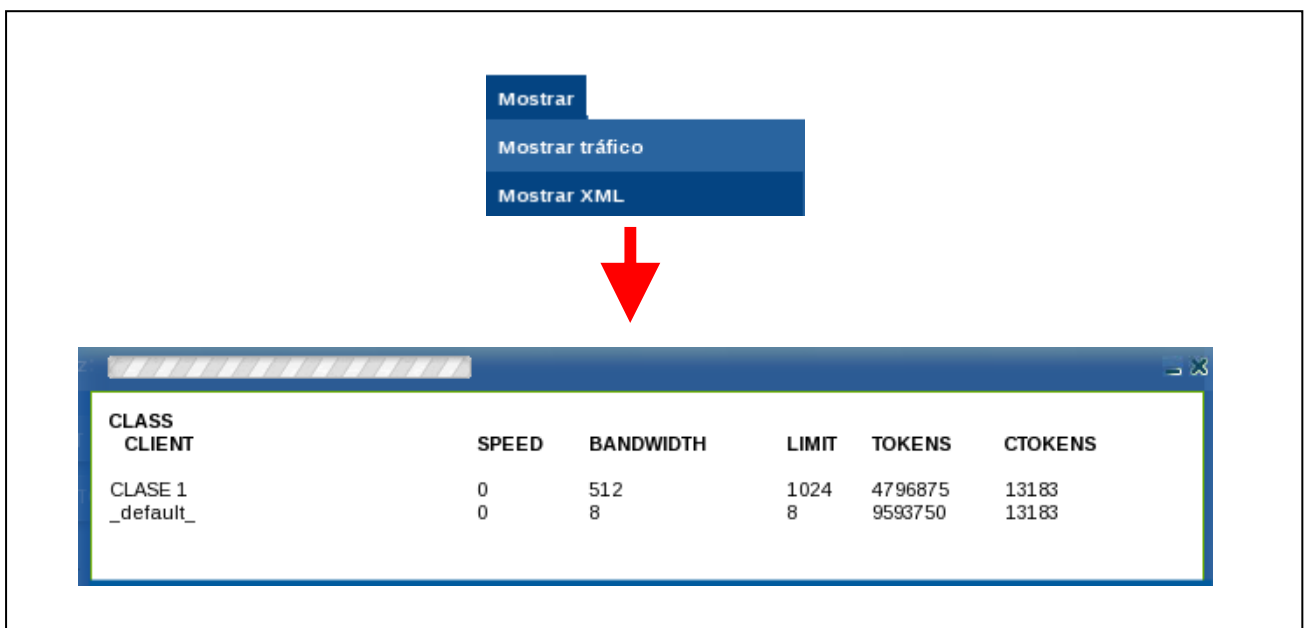 Mostrar
Mostrar tráfico
Mostrar XML
CLASS
CLIENT SPEED BANDWIDTH LIMIT TOKENS CTOKENS
CLASE 1 0 512 1024 4796875 13183
_default_ 0 8 8 9593750 13183